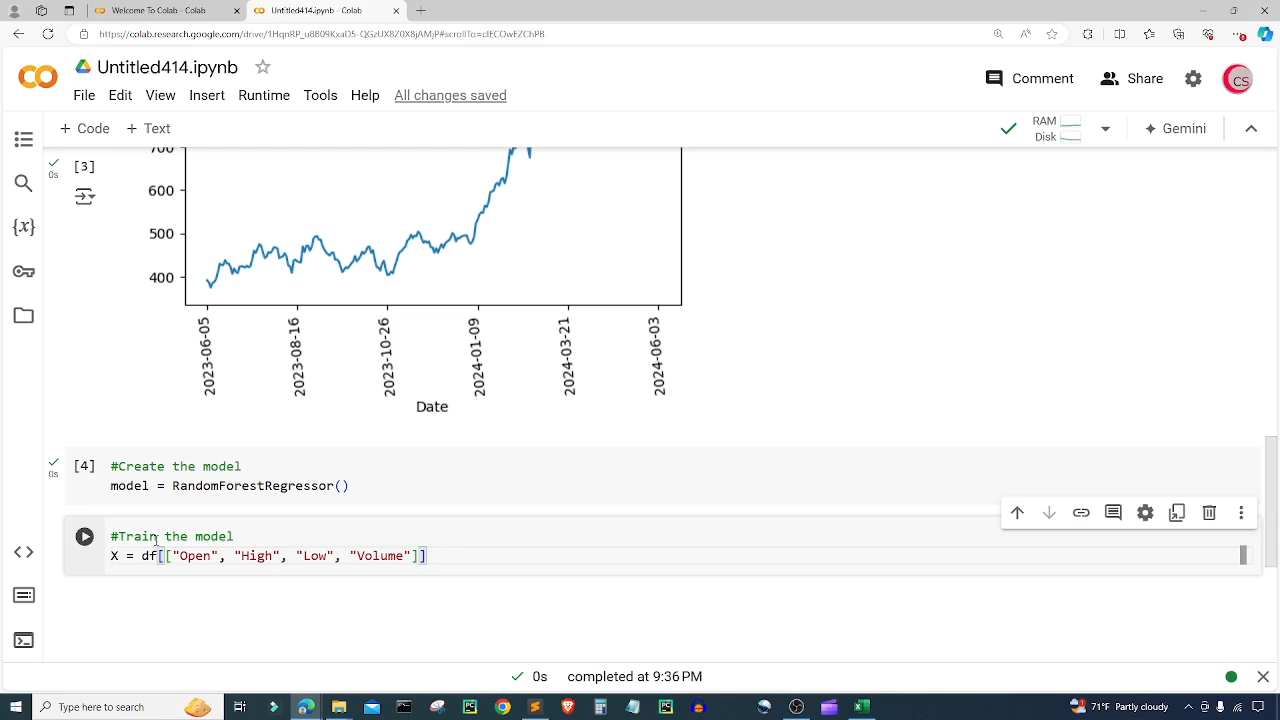 Welcome To Colab - Colab
Untitled414.ipynb - Colab
Untitled414.ipynb
File Edit View Insert Runtime Tools Help All changes saved
Comment
Share
CS
+ Code + Text
RAM
Disk
Gemini
0s
[3]
700
600
500
400
2023-06-05
2023-08-16
2023-10-26
2024-01-09
2024-03-21
2024-06-03
Date
0s
[4]
#Create the model
model = RandomForestRegressor()
#Train the model
X = df[["Open", "High", "Low", "Volume"]]
{x}
0s completed at 9:36 PM
Type here to search
71°F Partly cloudy